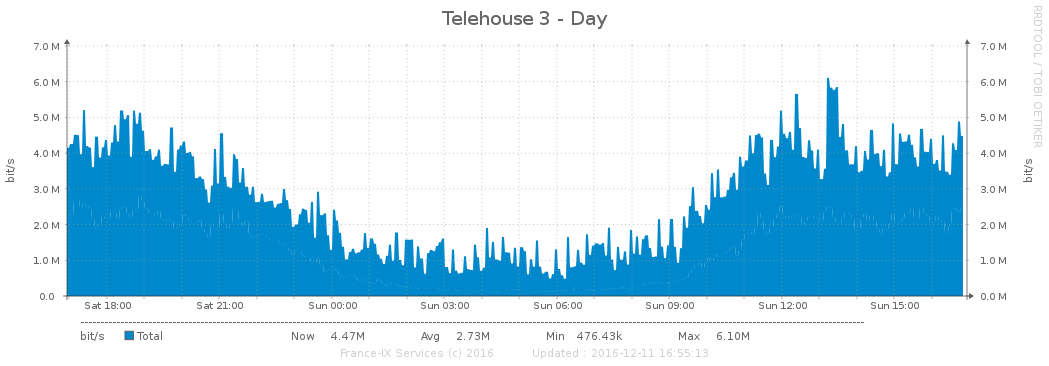 Telehouse 3 - Day
RRDTOOL / TOBI OETIKER
bit/s
7.0 M 7.0 M
6.0 M 6.0 M
5.0 M 5.0 M
4.0 M 4.0 M
3.0 M 3.0 M
2.0 M 2.0 M
1.0 M 1.0 M
0.0 0.0 M
bit/s
Sat 18:00 Sat 21:00 Sun 00:00 Sun 03:00 Sun 06:00 Sun 09:00 Sun 12:00 Sun 15:00
bit/s Total Now 4.47M Avg 2.73M Min 476.43k Max 6.10M
France-IX Services (c) 2016 Updated : 2016-12-11 16:55:13